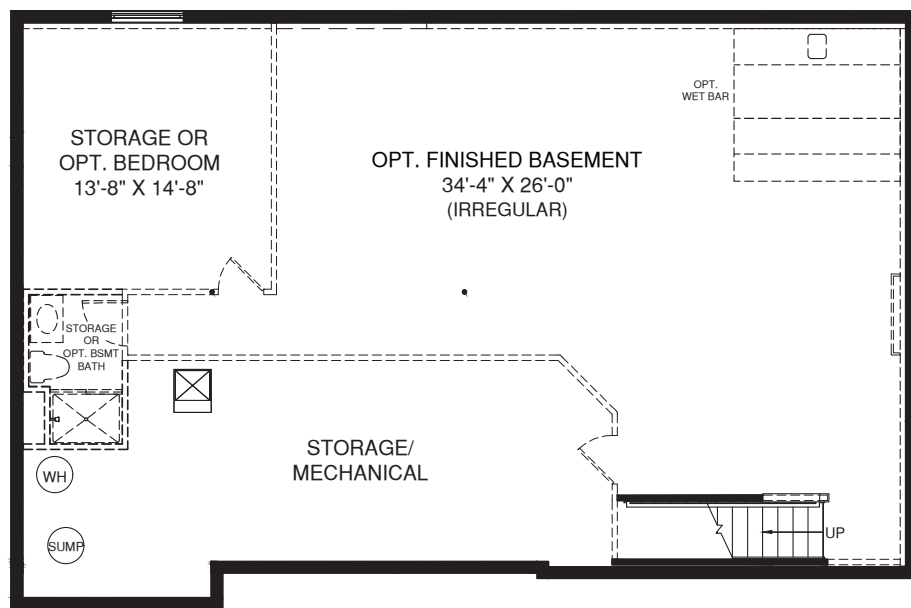 STORAGE OR
OPT. BEDROOM
13'-8" X 14'-8"
OPT. FINISHED BASEMENT
34'-4" X 26'-0"
(IRREGULAR)
OPT.
WET BAR
STORAGE
OR
OPT. BSMT
BATH
STORAGE/
MECHANICAL
WH
SUMP
UP